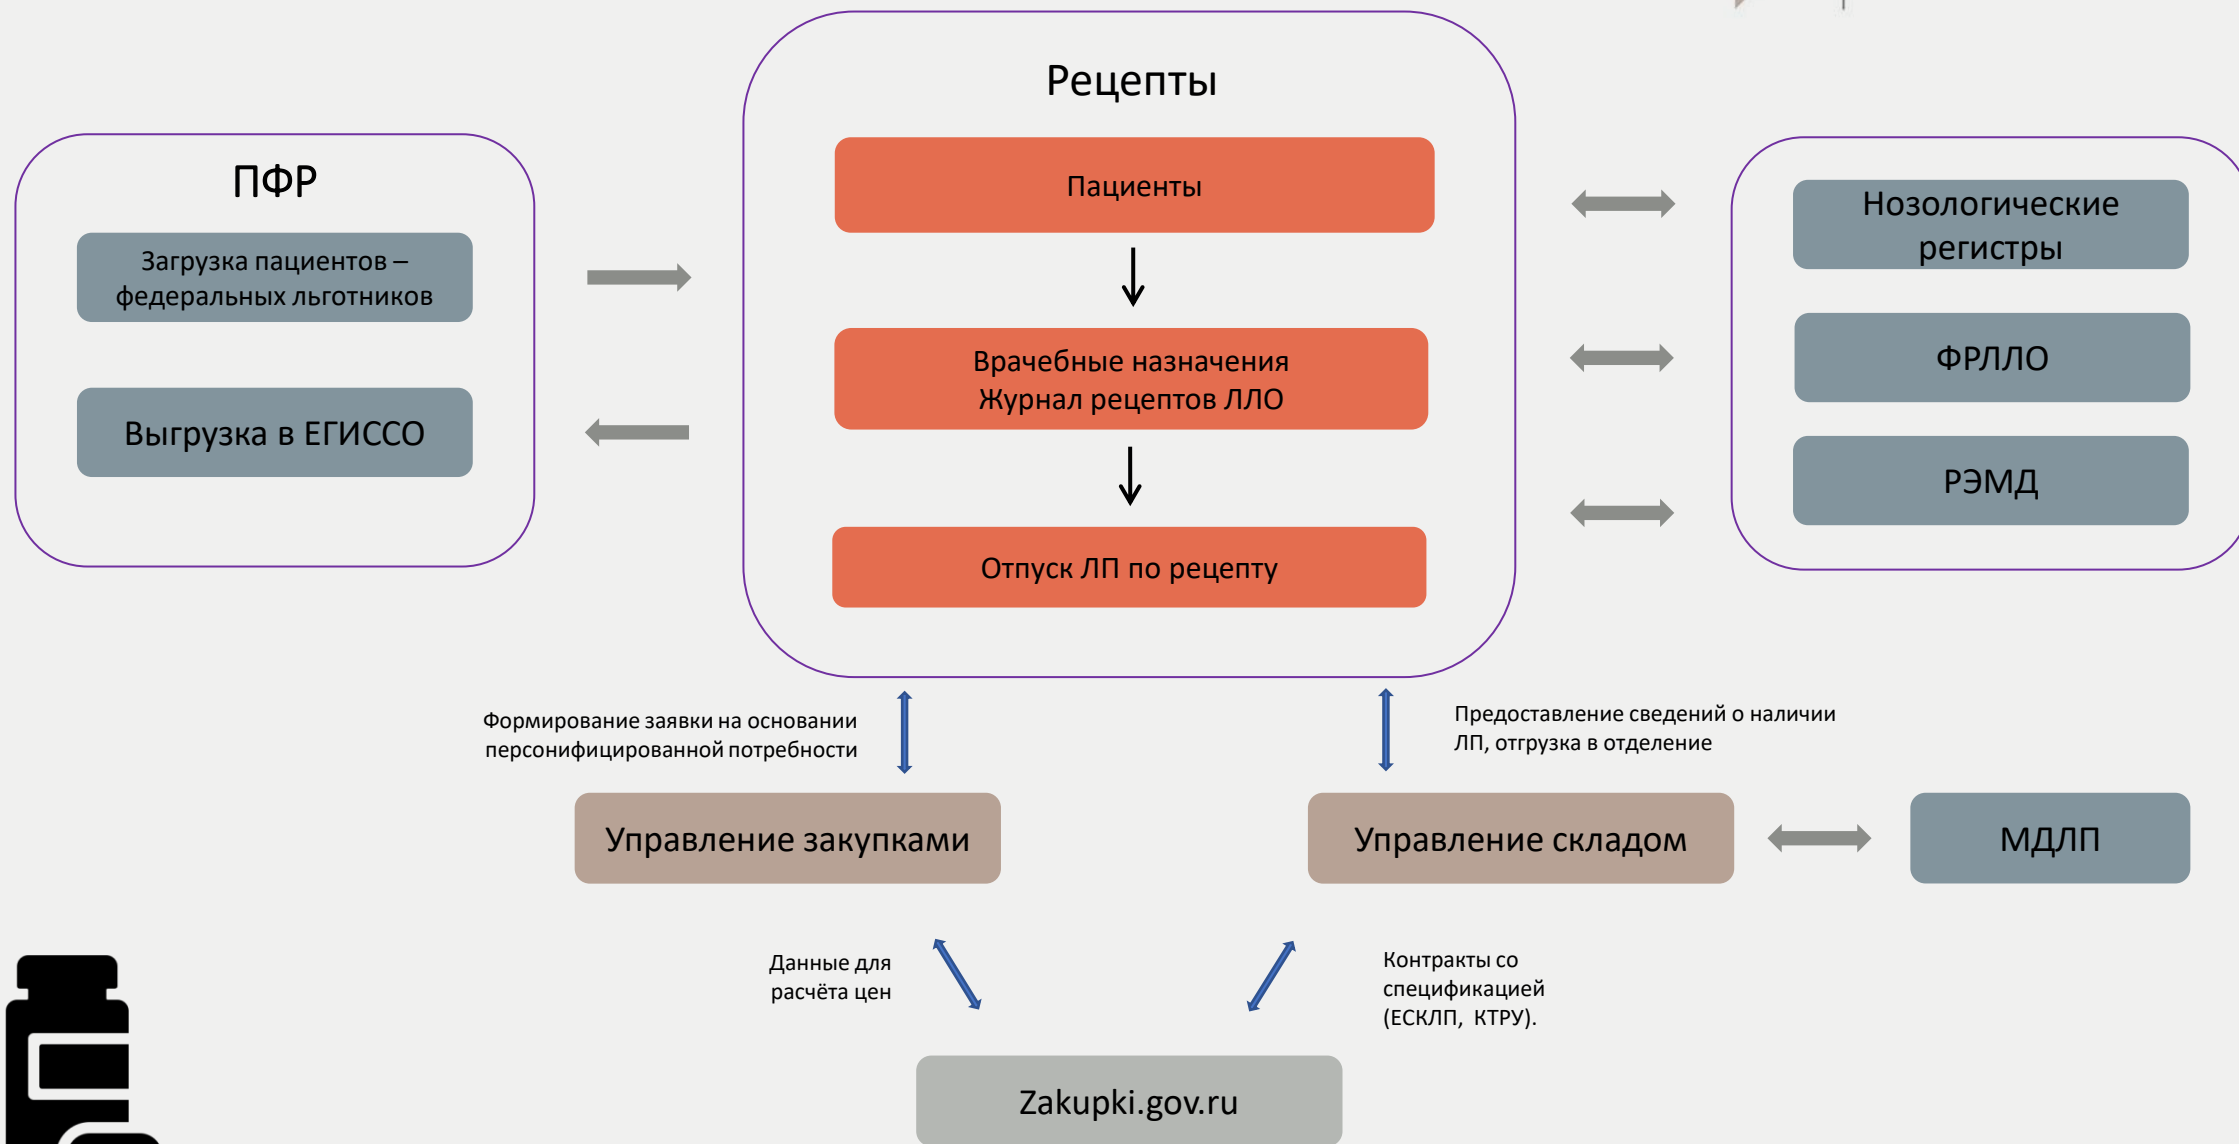 Рецепты
ПФР
Загрузка пациентов –
федеральных льготников
Выгрузка в ЕГИССО
Пациенты
Врачебные назначения
Журнал рецептов ЛЛО
Отпуск ЛП по рецепту
Нозологические
регистры
ФРЛЛО
РЭМД
Формирование заявки на основании
персонифицированной потребности
Предоставление сведений о наличии
ЛП, отгрузка в отделение
Управление закупками
Управление складом
МДЛП
Данные для
расчёта цен
Контракты со
спецификацией
(ЕСКЛП, КТРУ).
Zakupki.gov.ru